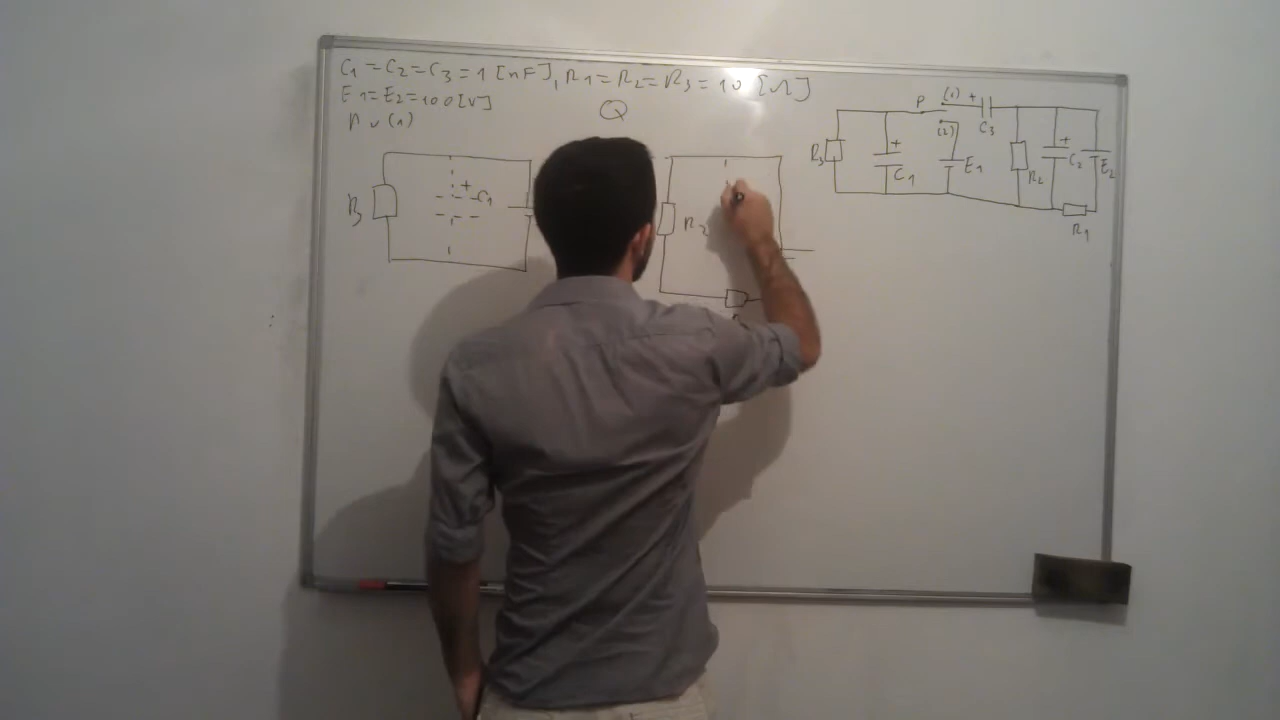 C1 = C2 = C3 = 1 [nF], R1 = R2 = R3 = 10 [Ω]
E1 = E2 = 100 [V]
(1)
Q
R3
+
C1
R2
P
(1)
+
C3
(2)
R3
+
C1
E1
R2
+
C2
E2
R1